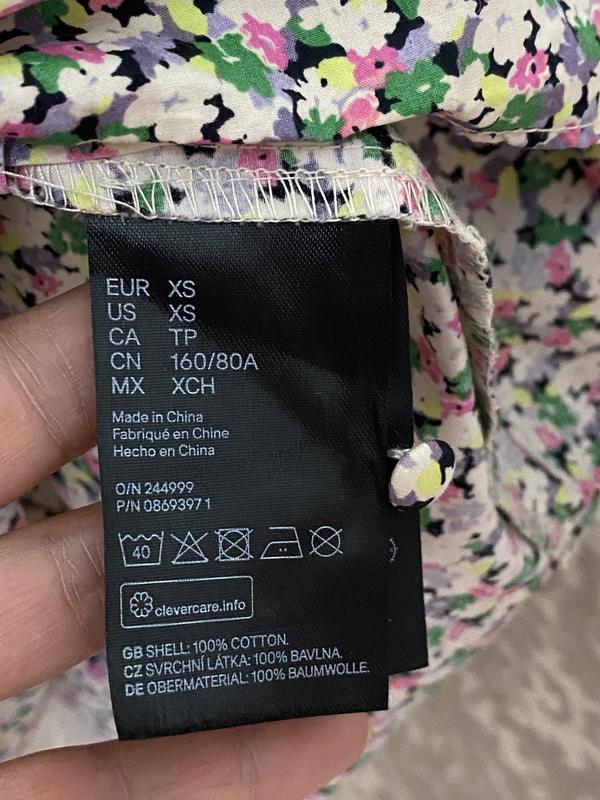 EUR XS
US XS
CA TP
CN 160/80A
MX XCH
Made in China
Fabriqué en Chine
Hecho en China
O/N 244999
P/N 0869397 1
40
clevercare.info
GB SHELL: 100% COTTON.
CZ SVRCHNÍ LÁTKA: 100% BAVLNA.
DE OBERMATERIAL: 100% BAUMWOLLE.